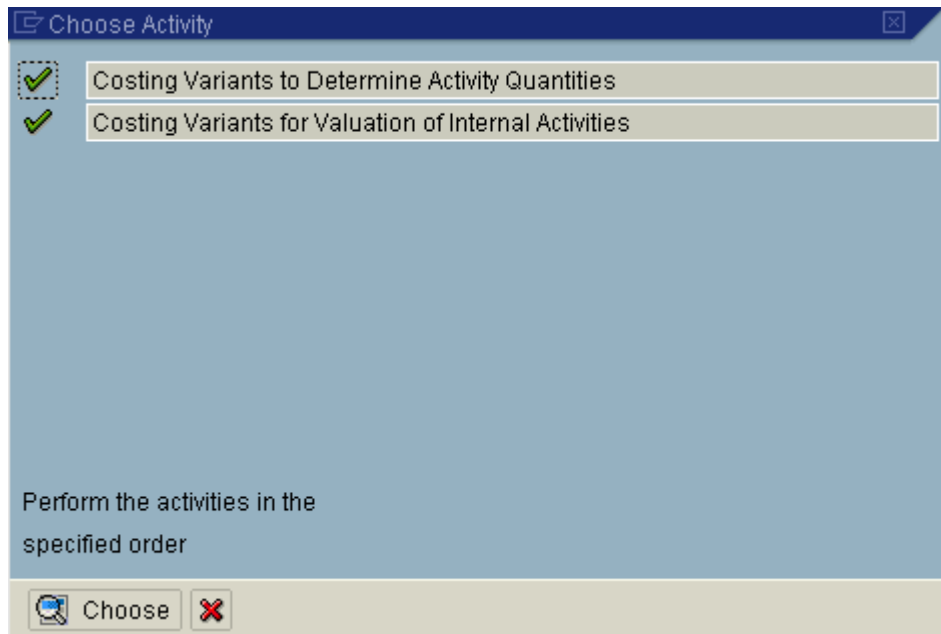 Choose Activity
Costing Variants to Determine Activity Quantities
Costing Variants for Valuation of Internal Activities
Perform the activities in the
specified order
Choose